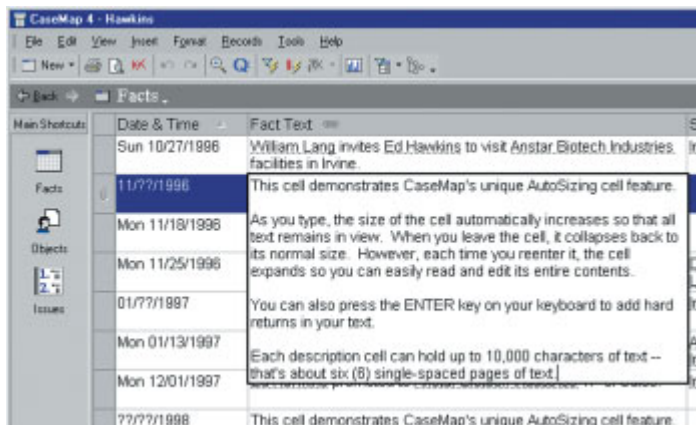 CaseMap 4 - Hawkins
File Edit View Insert Format Records Tools Help
New
Back Facts
Main Shortcuts Date & Time Fact Text
Sun 10/27/1996 William Lang invites Ed Hawkins to visit Anstar Biotech Industries
facilities in Irvine.
Facts
11/??/1996 This cell demonstrates CaseMap's unique AutoSizing cell feature.
Mon 11/18/1996 As you type, the size of the cell automatically increases so that all
text remains in view. When you leave the cell, it collapses back to
Objects
its normal size. However, each time you reenter it, the cell
Mon 11/25/1996 expands so you can easily read and edit its entire contents.
Issues
01/??/1997 You can also press the ENTER key on your keyboard to add hard
returns in your text.
Mon 01/13/1997
Each description cell can hold up to 10,000 characters of text --
Mon 12/01/1997 that's about six (6) single-spaced pages of text.
??/??/1998 This cell demonstrates CaseMap's unique AutoSizing cell feature.